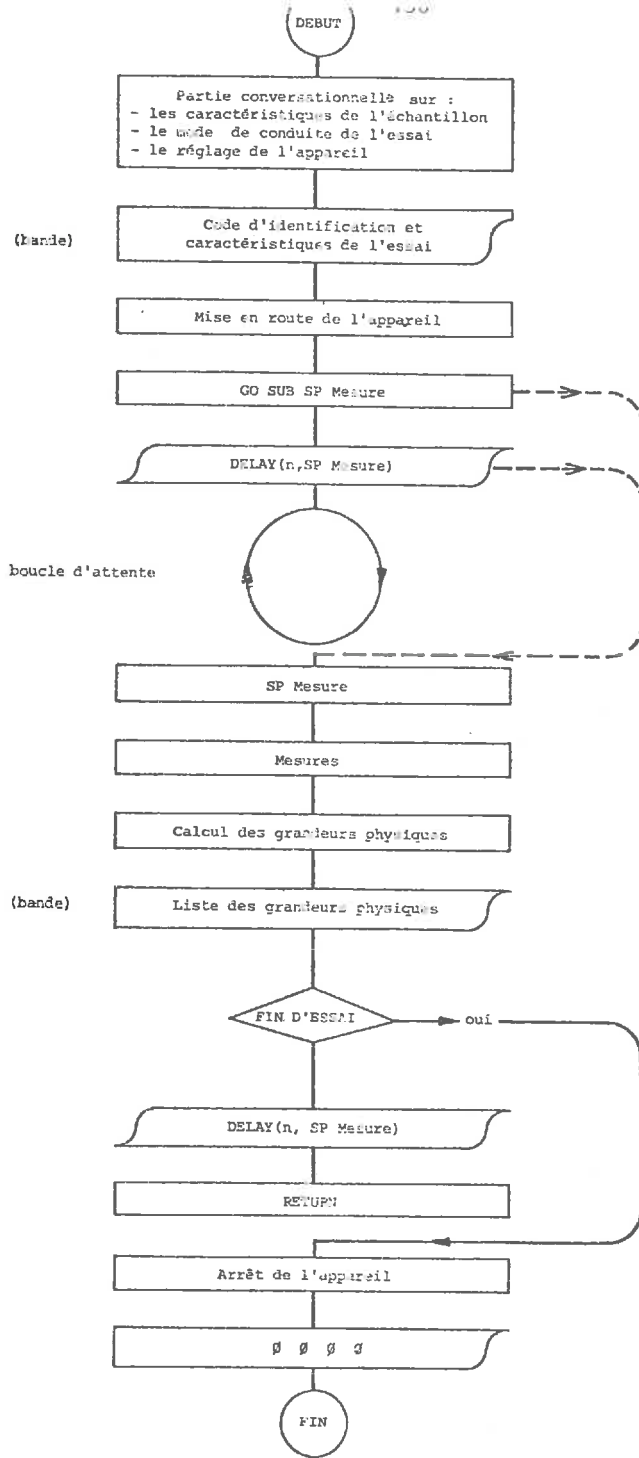 DEBUT
Partie conversationnelle sur :
- les caractéristiques de l'échantillon
- le mode de conduite de l'essai
- le réglage de l'appareil
(bande)
Code d'identification et
caractéristiques de l'essai
Mise en route de l'appareil
GO SUB SP Mesure
DELAY(n,SP Mesure)
boucle d'attente
SP Mesure
Mesures
Calcul des grandeurs physiques
(bande)
Liste des grandeurs physiques
FIN D'ESSAI
oui
DELAY(n, SP Mesure)
RETURN
Arrêt de l'appareil
Ø Ø Ø Ø
FIN